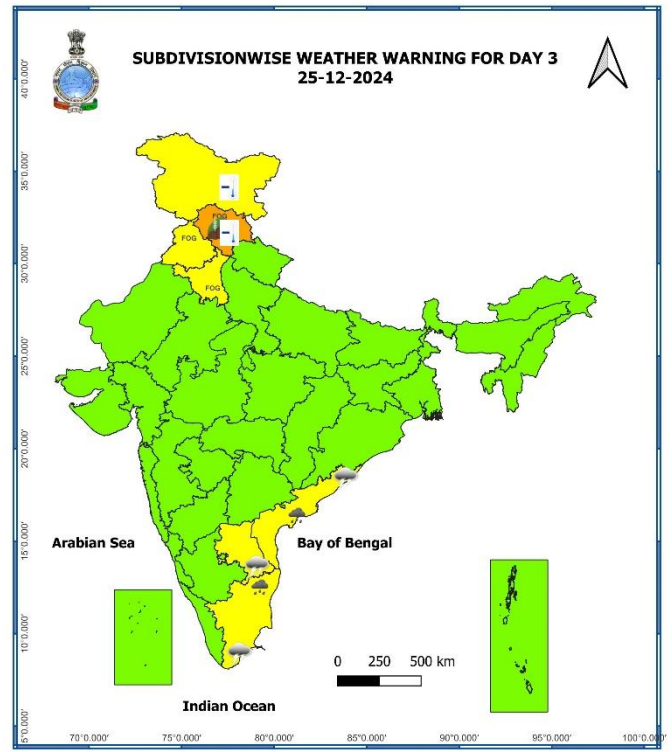 SUBDIVISIONWISE WEATHER WARNING FOR DAY 3
25-12-2024
40°0.000'
35°0.000'
30°0.000'
25°0.000'
20°0.000'
15°0.000'
10°0.000'
5°0.000'
FOG
FOG
FOG
Arabian Sea
Bay of Bengal
0 250 500 km
Indian Ocean
70°0.000' 75°0.000' 80°0.000' 85°0.000' 90°0.000' 95°0.000' 100°0.000'